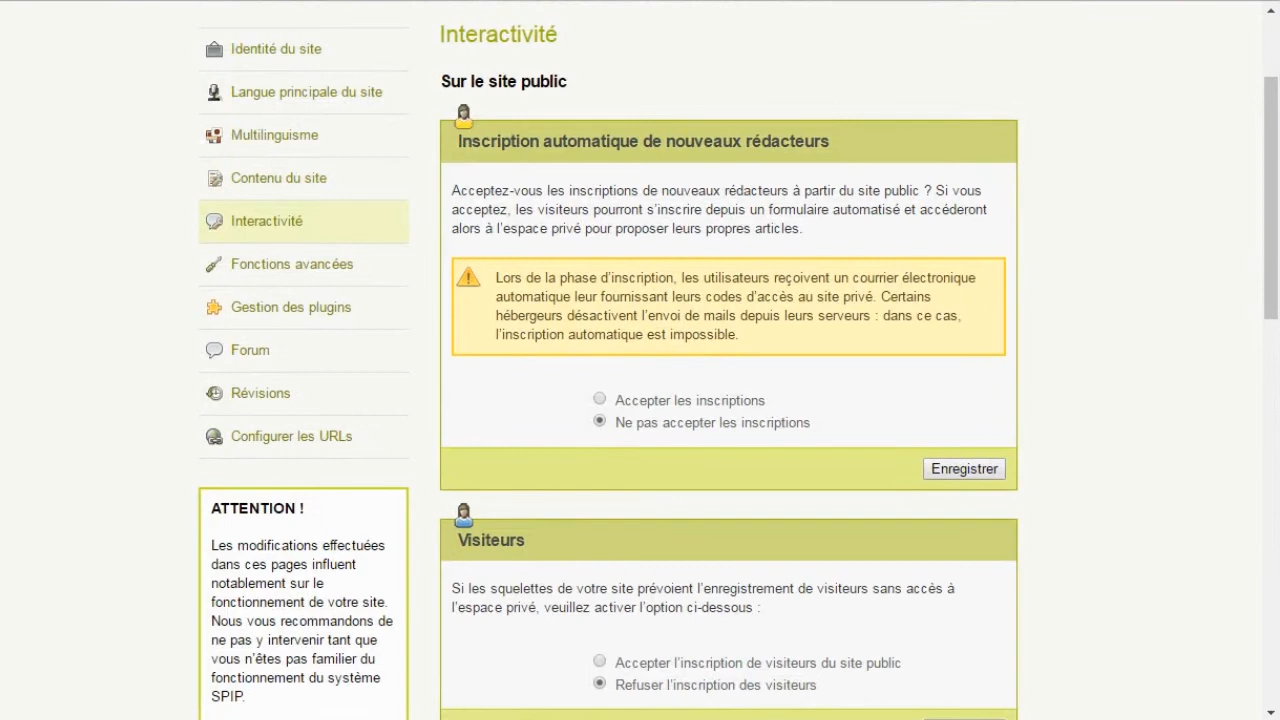 Identité du site
Langue principale du site
Multilinguisme
Contenu du site
Interactivité
Fonctions avancées
Gestion des plugins
Forum
Révisions
Configurer les URLs
ATTENTION !
Les modifications effectuées
dans ces pages influent
notablement sur le
fonctionnement de votre site.
Nous vous recommandons de
ne pas y intervenir tant que
vous n'êtes pas familier du
fonctionnement du système
SPIP.
Interactivité
Sur le site public
Inscription automatique de nouveaux rédacteurs
Acceptez-vous les inscriptions de nouveaux rédacteurs à partir du site public ? Si vous
acceptez, les visiteurs pourront s'inscrire depuis un formulaire automatisé et accéderont
alors à l'espace privé pour proposer leurs propres articles.
Lors de la phase d'inscription, les utilisateurs reçoivent un courrier électronique
automatique leur fournissant leurs codes d'accès au site privé. Certains
hébergeurs désactivent l'envoi de mails depuis leurs serveurs : dans ce cas,
l'inscription automatique est impossible.
Accepter les inscriptions
Ne pas accepter les inscriptions
Enregistrer
Visiteurs
Si les squelettes de votre site prévoient l'enregistrement de visiteurs sans accès à
l'espace privé, veuillez activer l'option ci-dessous :
Accepter l'inscription de visiteurs du site public
Refuser l'inscription des visiteurs